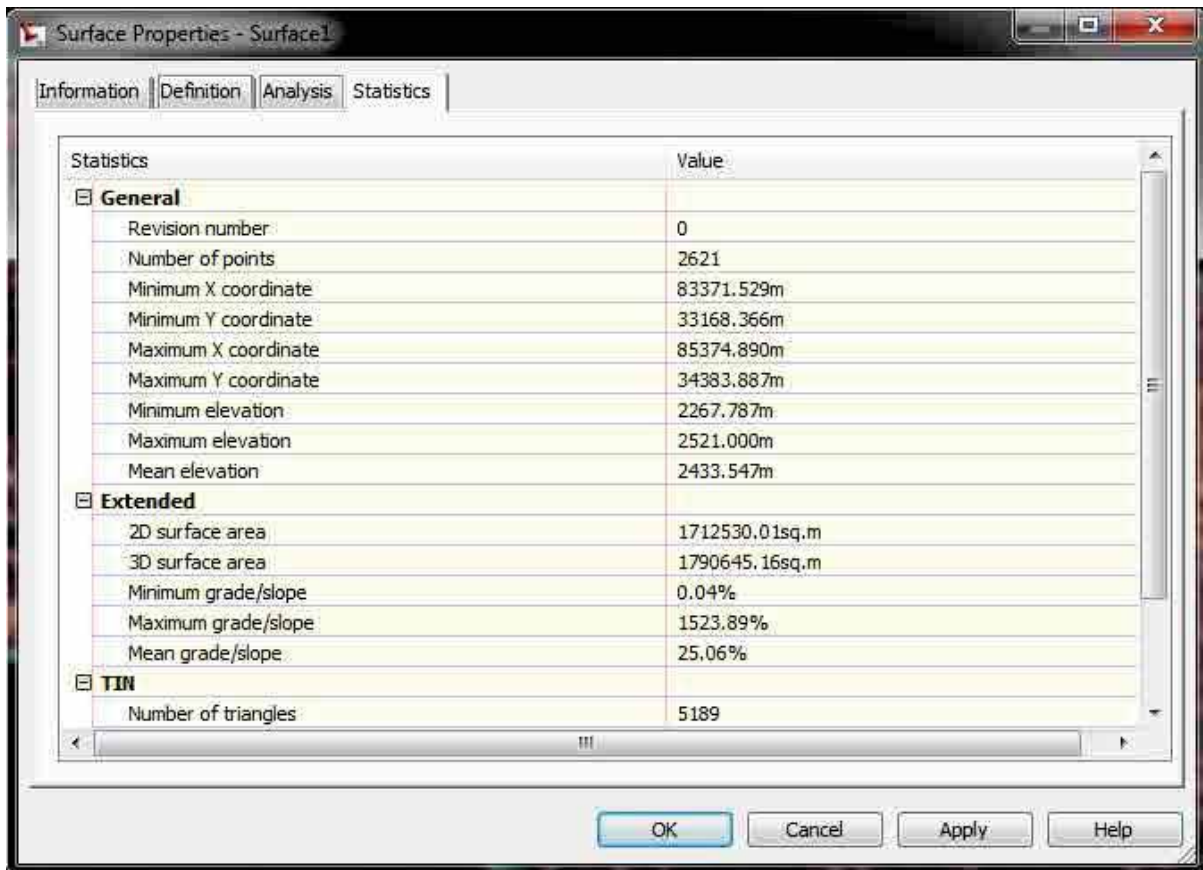 Surface Properties - Surface1
Information Definition Analysis Statistics
Statistics Value
General
Revision number 0
Number of points 2621
Minimum X coordinate 83371.529m
Minimum Y coordinate 33168.366m
Maximum X coordinate 85374.890m
Maximum Y coordinate 34383.887m
Minimum elevation 2267.787m
Maximum elevation 2521.000m
Mean elevation 2433.547m
Extended
2D surface area 1712530.01sq.m
3D surface area 1790645.16sq.m
Minimum grade/slope 0.04%
Maximum grade/slope 1523.89%
Mean grade/slope 25.06%
TIN
Number of triangles 5189
OK Cancel Apply Help